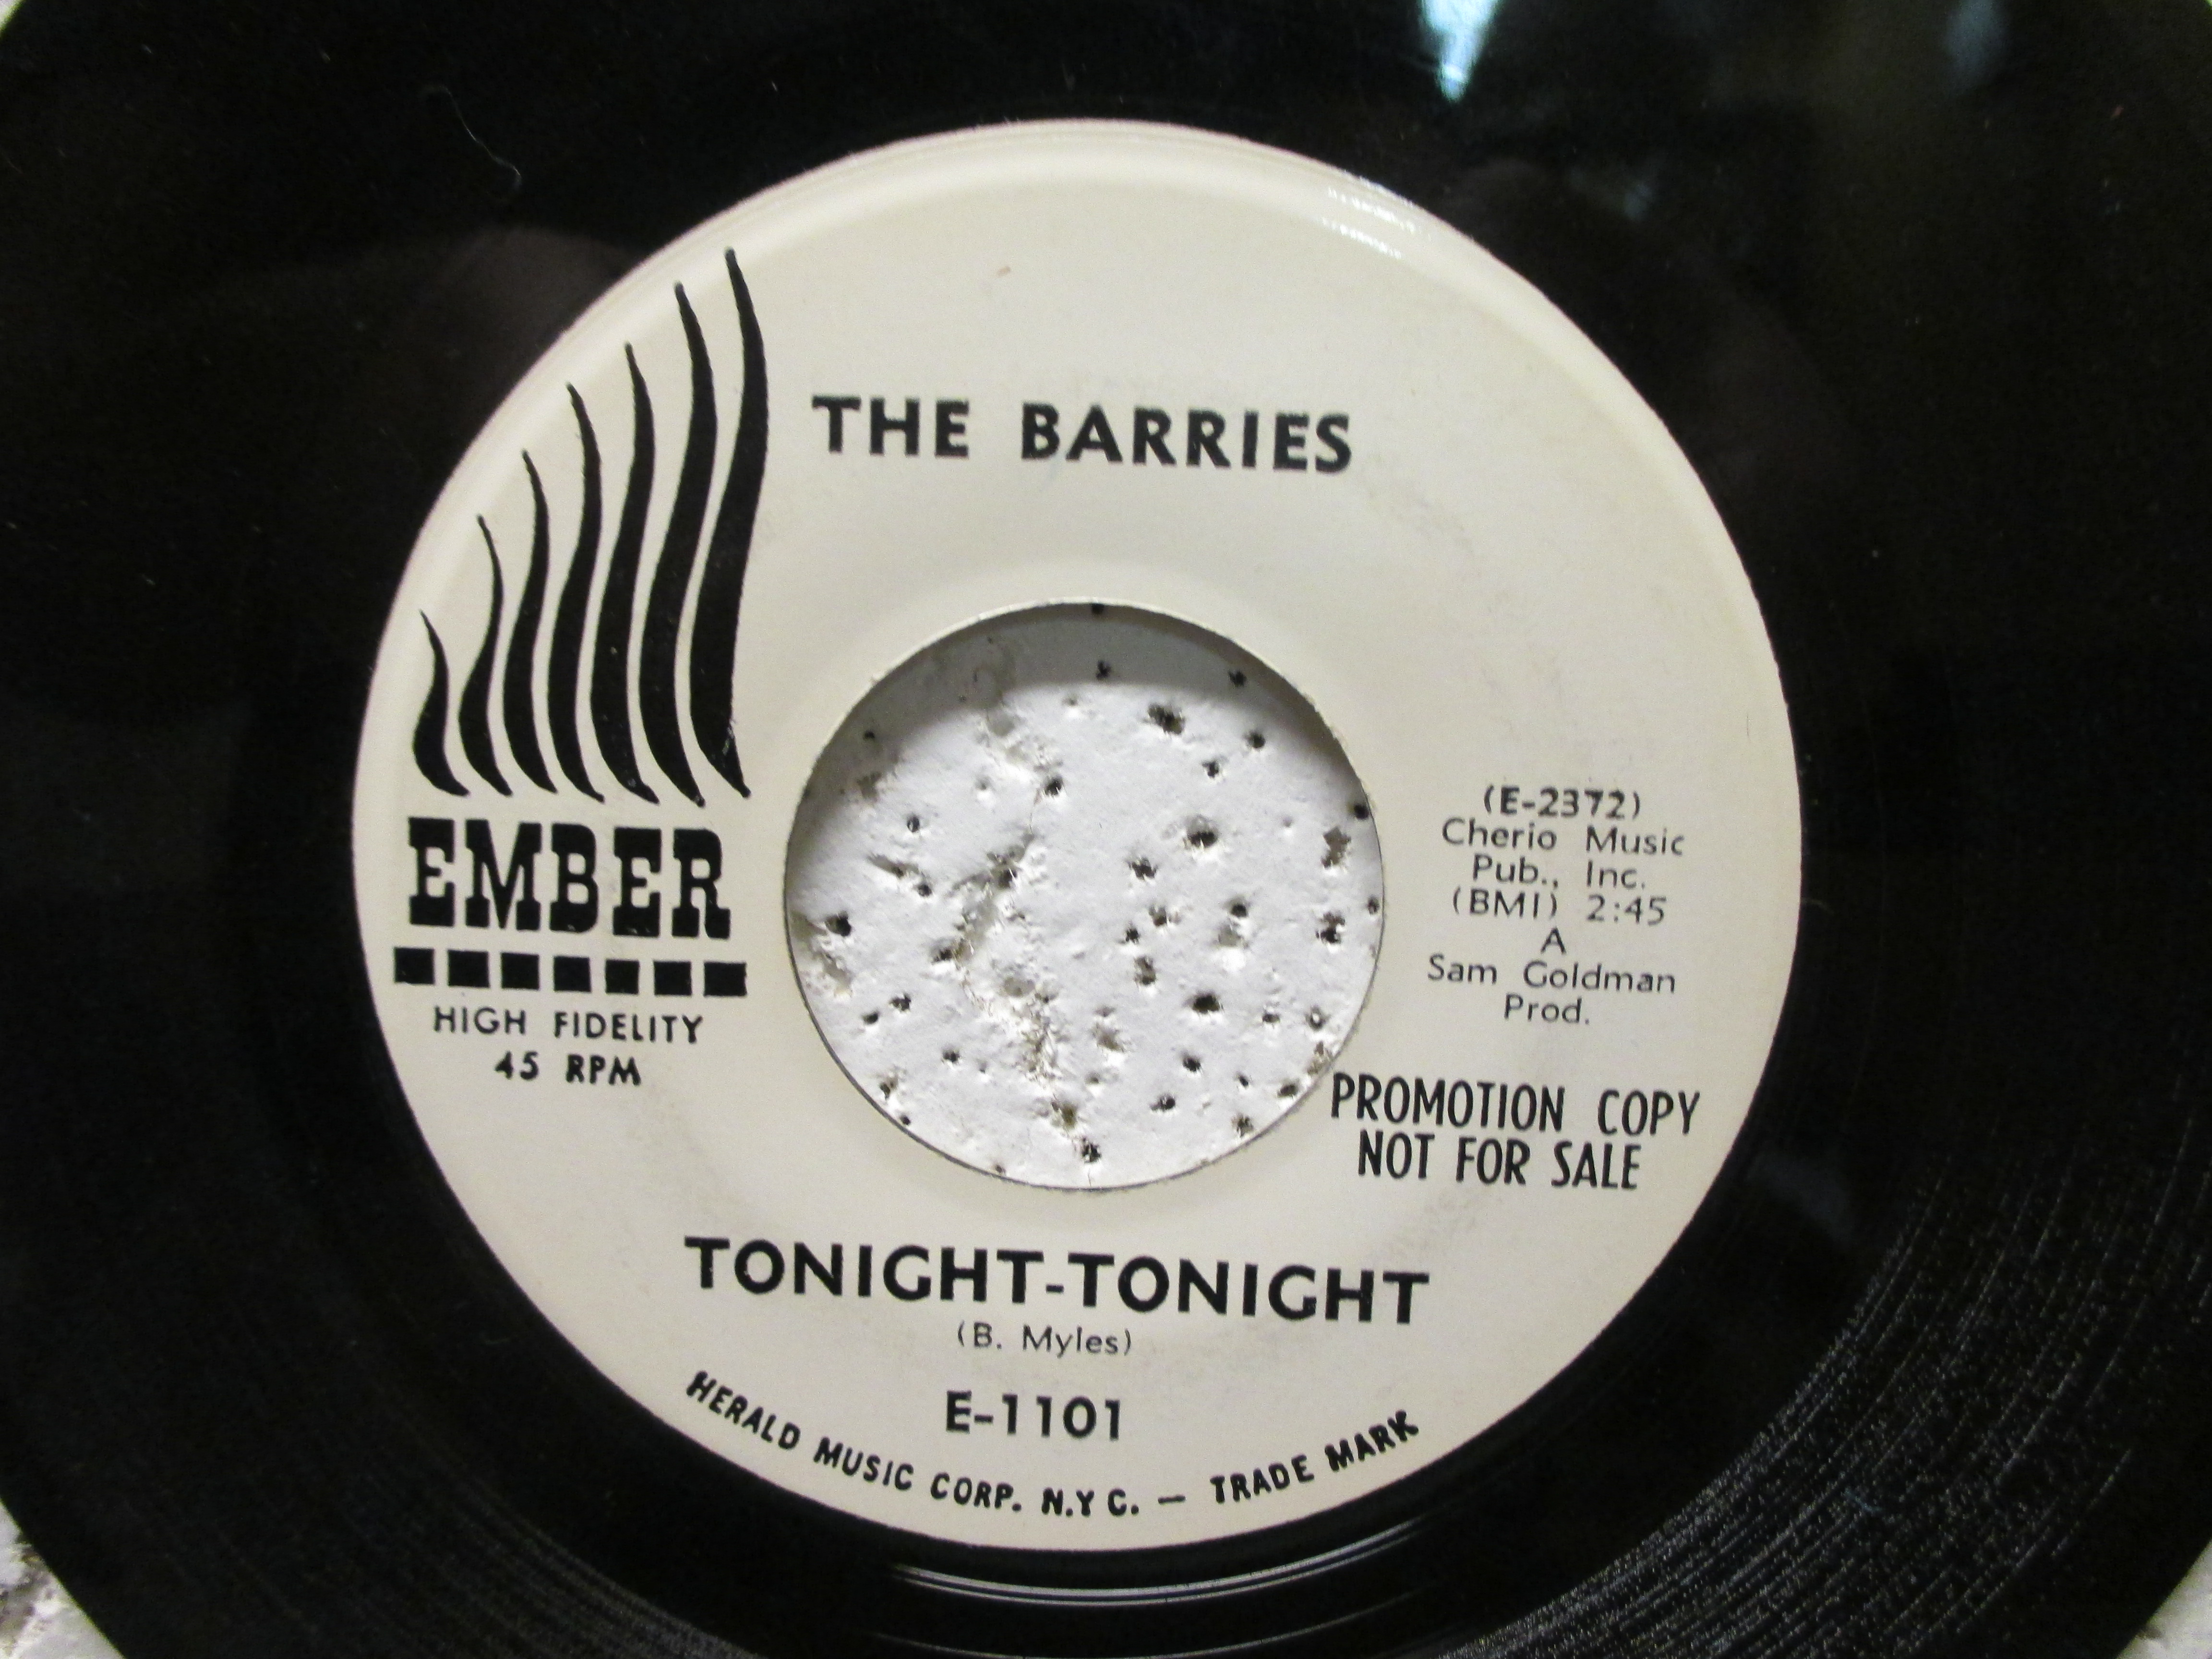 THE BARRIES
EMBER
HIGH FIDELITY
45 RPM
(E-2372)
Cherio Music
Pub., Inc.
(BMI) 2:45
A
Sam Goldman
Prod.
PROMOTION COPY
NOT FOR SALE
TONIGHT-TONIGHT
(B. Myles)
E-1101
HERALD MUSIC CORP. N.Y C. — TRADE MARK